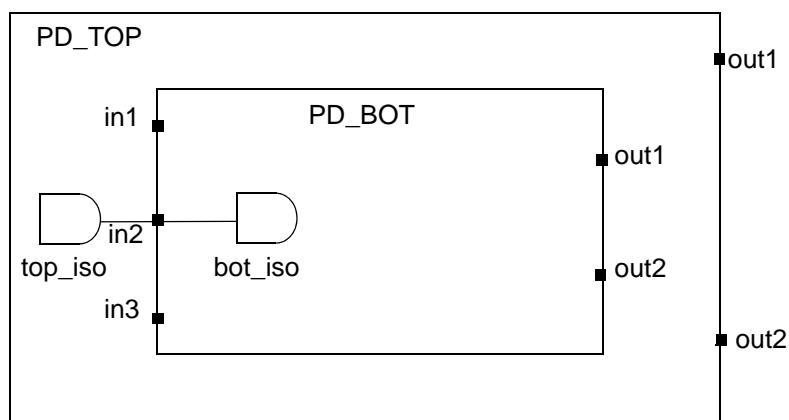 PD_TOP
out1
in1
PD_BOT
out1
in2
top_iso
bot_iso
out2
in3
out2